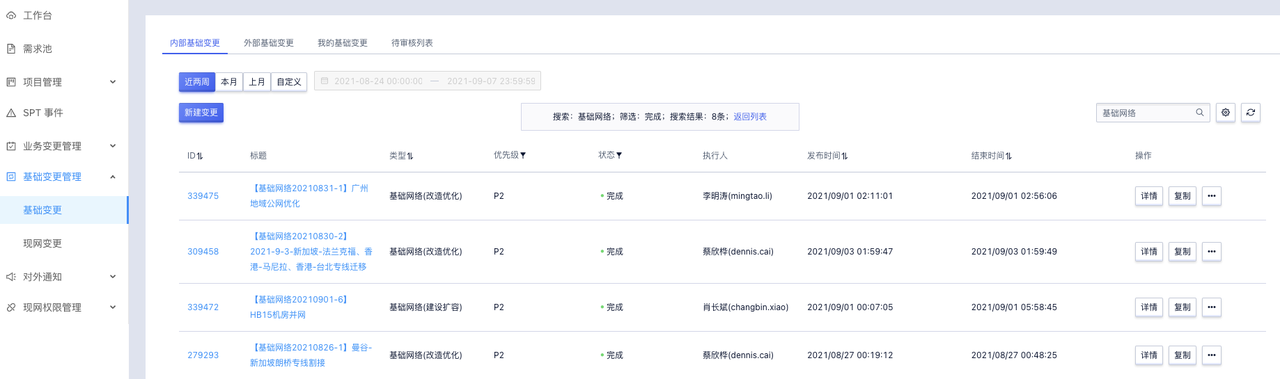 工作台
需求池
项目管理
SPT 事件
业务变更管理
基础变更管理
基础变更
现网变更
对外通知
现网权限管理
内部基础变更 外部基础变更 我的基础变更 待审核列表
近两周 本月 上月 自定义 2021-08-24 00:00:00 — 2021-09-07 23:59:59
新建变更 搜索：基础网络；筛选：完成；搜索结果：8条；返回列表 基础网络
ID 标题 类型 优先级 状态 执行人 发布时间 结束时间 操作
339475 【基础网络20210831-1】广州 基础网络(改造优化) P2 完成 李明涛(mingtao.li) 2021/09/01 02:11:01 2021/09/01 02:56:06 详情 复制 •••
地域公网优化
【基础网络20210830-2】
309458 2021-9-3-新加坡-法兰克福、香 基础网络(改造优化) P2 完成 蔡欣桦(dennis.cai) 2021/09/03 01:59:47 2021/09/03 01:59:49 详情 复制 •••
港-马尼拉、香港-台北专线迁移
339472 【基础网络20210901-6】 基础网络(建设扩容) P2 完成 肖长斌(changbin.xiao) 2021/09/01 00:07:05 2021/09/01 05:58:45 详情 复制 •••
HB15机房并网
279293 【基础网络20210826-1】曼谷- 基础网络(改造优化) P2 完成 蔡欣桦(dennis.cai) 2021/08/27 00:19:12 2021/08/27 00:48:25 详情 复制 •••
新加坡朗桥专线割接